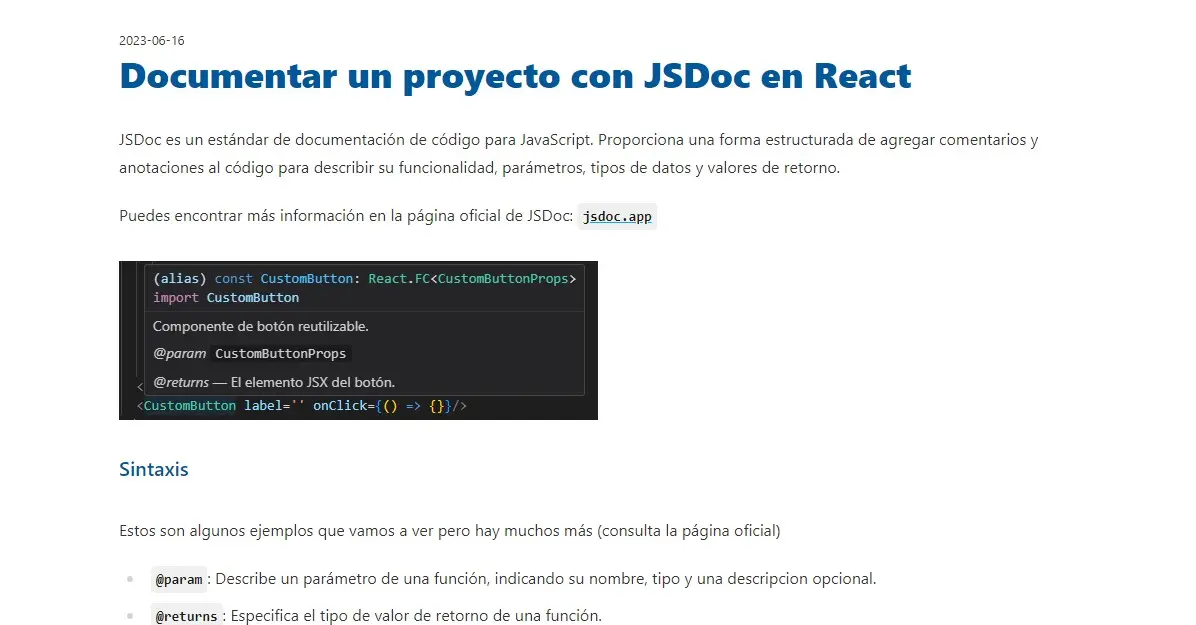 2023-06-16
Documentar un proyecto con JSDoc en React
JSDoc es un estándar de documentación de código para JavaScript. Proporciona una forma estructurada de agregar comentarios y
anotaciones al código para describir su funcionalidad, parámetros, tipos de datos y valores de retorno.
Puedes encontrar más información en la página oficial de JSDoc: jsdoc.app
(alias) const CustomButton: React.FC<CustomButtonProps>
import CustomButton
Componente de botón reutilizable.
@param CustomButtonProps
@returns — El elemento JSX del botón.
<
<CustomButton label='' onClick={() => {}}/>
Sintaxis
Estos son algunos ejemplos que vamos a ver pero hay muchos más (consulta la página oficial)
@param : Describe un parámetro de una función, indicando su nombre, tipo y una descripcion opcional.
@returns : Especifica el tipo de valor de retorno de una función.